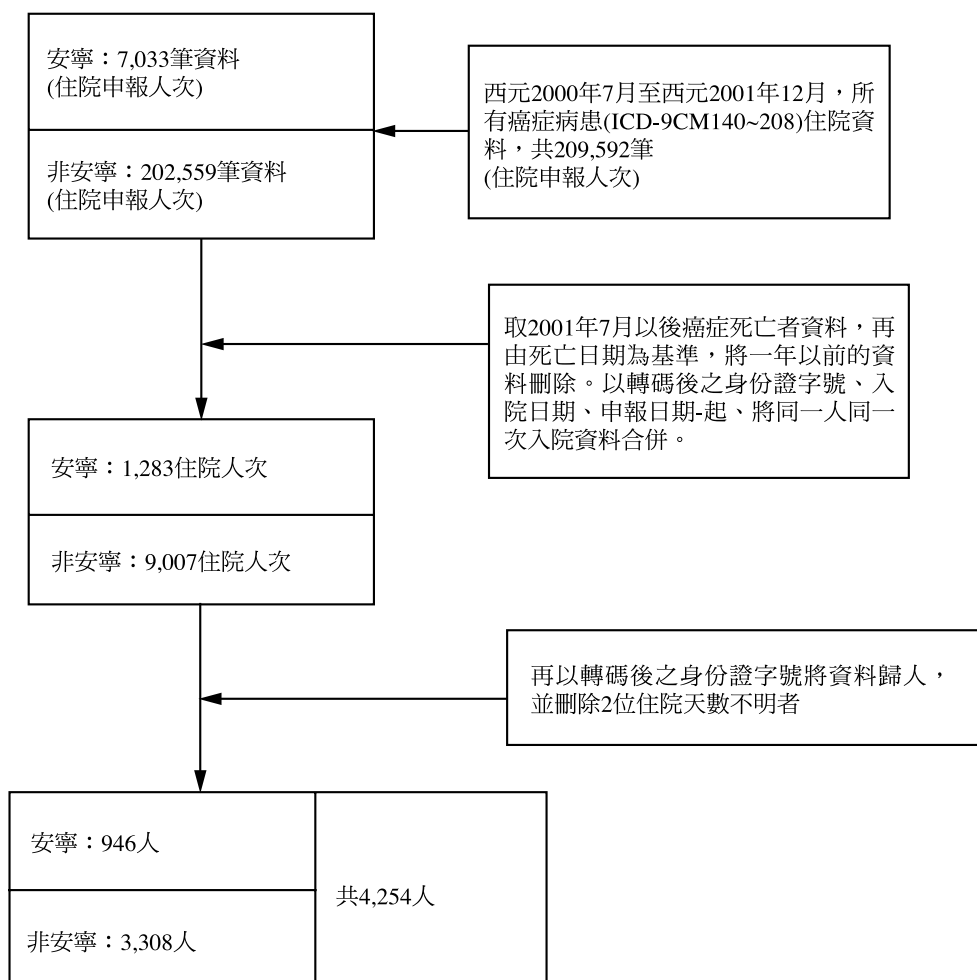 安寧：7,033筆資料
(住院申報人次)
非安寧：202,559筆資料
(住院申報人次)
西元2000年7月至西元2001年12月，所
有癌症病患(ICD-9CM140~208)住院資
料，共209,592筆
(住院申報人次)
取2001年7月以後癌症死亡者資料，再
由死亡日期為基準，將一年以前的資
料刪除。以轉碼後之身份證字號、入
院日期、申報日期-起、將同一人同一
次入院資料合併。
安寧：1,283住院人次
非安寧：9,007住院人次
再以轉碼後之身份證字號將資料歸人，
並刪除2位住院天數不明者
安寧：946人
非安寧：3,308人
共4,254人